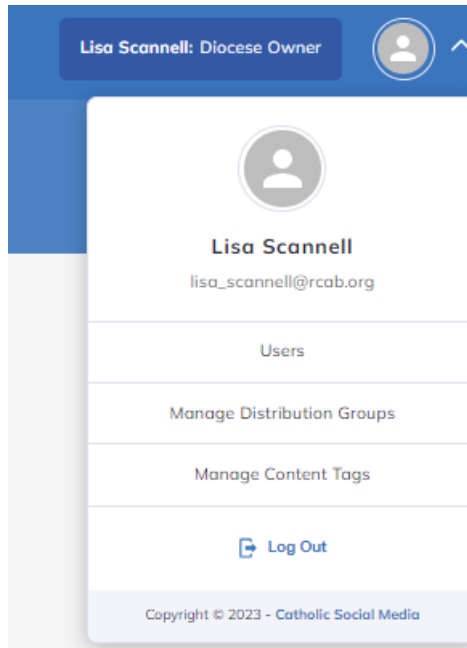 Lisa Scannell: Diocese Owner
Lisa Scannell
lisa_scannell@rcab.org
Users
Manage Distribution Groups
Manage Content Tags
Log Out
Copyright © 2023 - Catholic Social Media